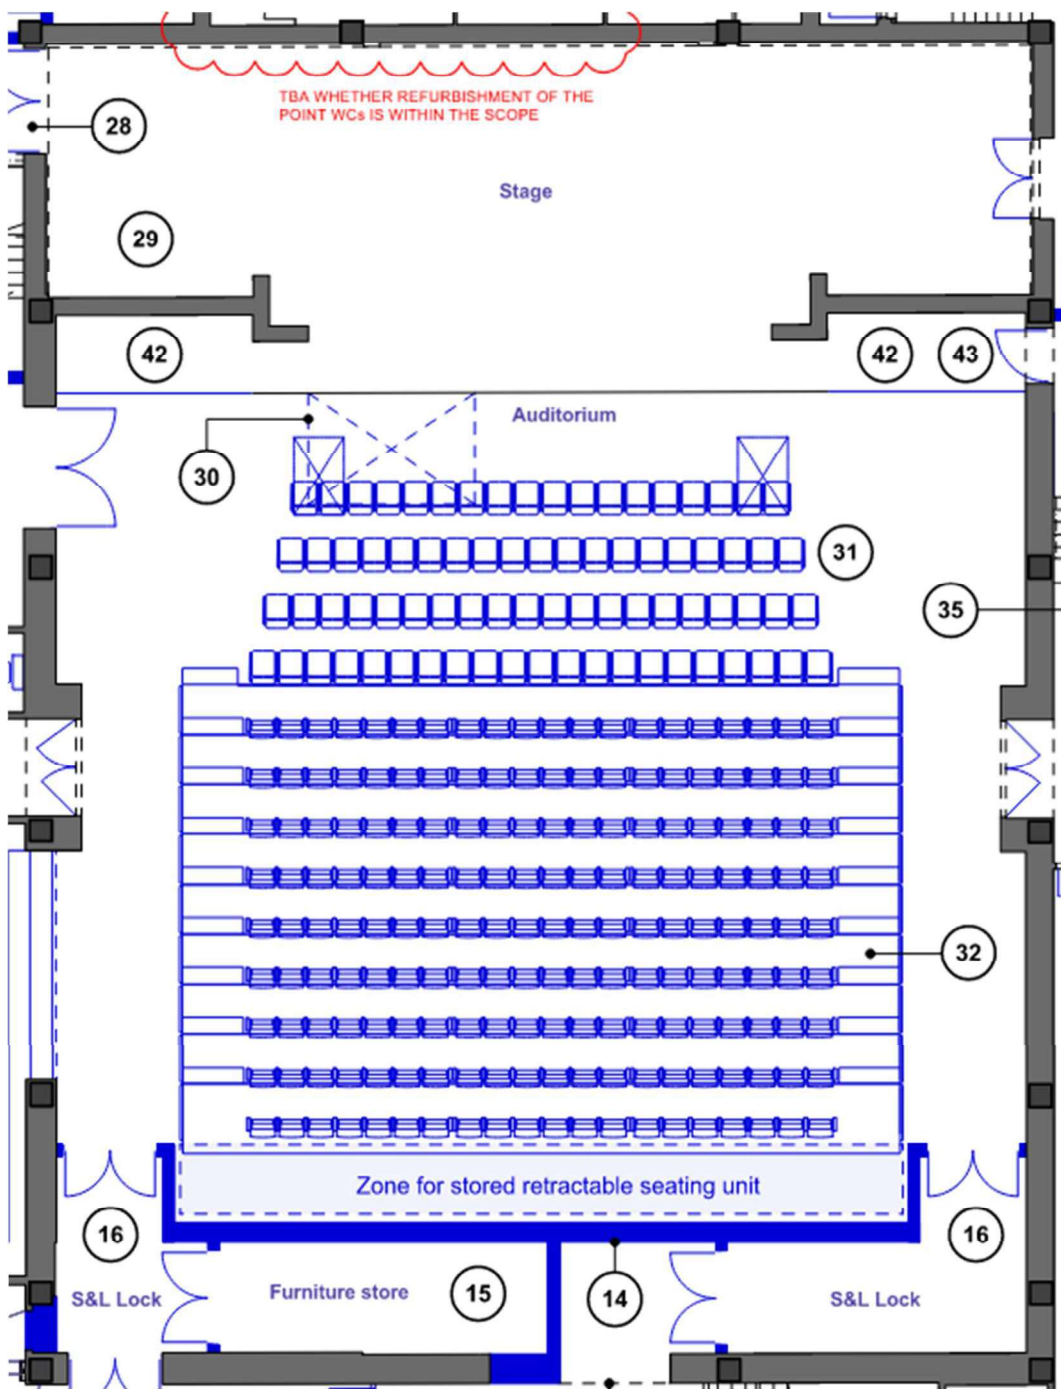 TBA WHETHER REFURBISHMENT OF THE
POINT WCs IS WITHIN THE SCOPE
28
Stage
29
42
42
43
Auditorium
30
31
35
32
Zone for stored retractable seating unit
16
16
S&L Lock
Furniture store
15
14
S&L Lock